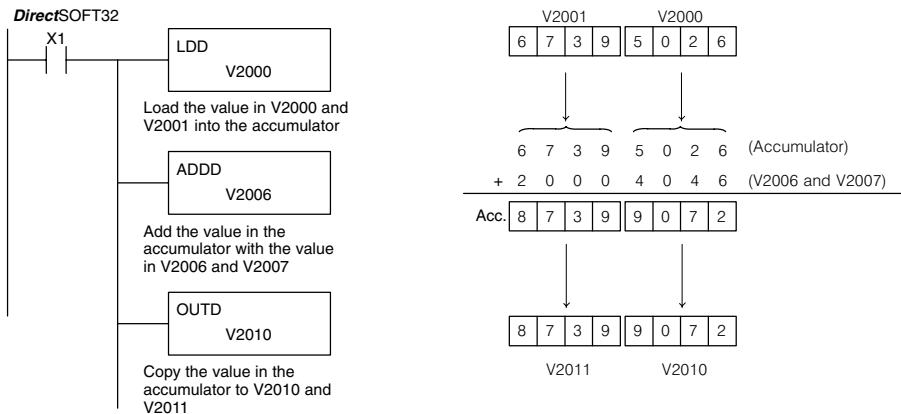 DirectSOFT32
X1
LDD
V2000
Load the value in V2000 and
V2001 into the accumulator
ADDD
V2006
Add the value in the
accumulator with the value
in V2006 and V2007
OUTD
V2010
Copy the value in the
accumulator to V2010 and
V2011
V2001 V2000
6 7 3 9 5 0 2 6
6 7 3 9 5 0 2 6 (Accumulator)
+ 2 0 0 0 4 0 4 6 (V2006 and V2007)
Acc. 8 7 3 9 9 0 7 2
8 7 3 9 9 0 7 2
V2011 V2010